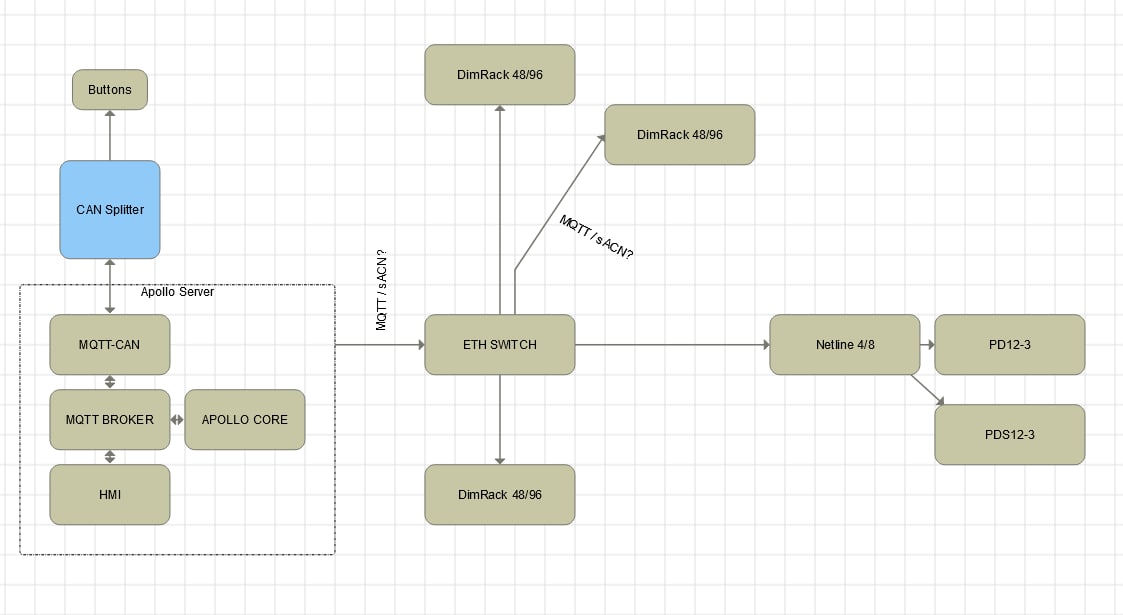 DimRack 48/96
Buttons
DimRack 48/96
CAN Splitter
MQTT / sACN?
MQTT / sACN?
Apollo Server
MQTT-CAN
ETH SWITCH
Netline 4/8
PD12-3
MQTT BROKER
APOLLO CORE
PDS12-3
HMI
DimRack 48/96